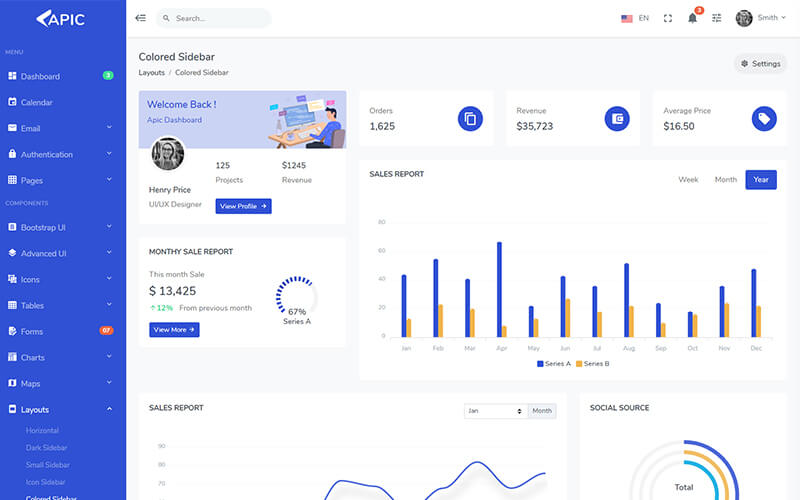 APIC
Search...
EN
3
Smith
MENU
Dashboard
3
Calendar
Email
Authentication
Pages
COMPONENTS
Bootstrap UI
Advanced UI
Icons
Tables
Forms
07
Charts
Maps
Layouts
Horizontal
Dark Sidebar
Small Sidebar
Icon Sidebar
Colored Sidebar
Colored Sidebar
Layouts / Colored Sidebar
Settings
Welcome Back !
Apic Dashboard
125
$1245
Projects
Revenue
Henry Price
UI/UX Designer
View Profile
Orders
1,625
Revenue
$35,723
Average Price
$16.50
MONTHY SALE REPORT
This month Sale
$ 13,425
12% From previous month
View More
67%
Series A
SALES REPORT
Week
Month
Year
80
60
40
20
0
Jan Feb Mar Apr May Jun Jul Aug Sep Oct Nov Dec
Series A Series B
SALES REPORT
Jan
Month
90
80
70
60
SOCIAL SOURCE
Total